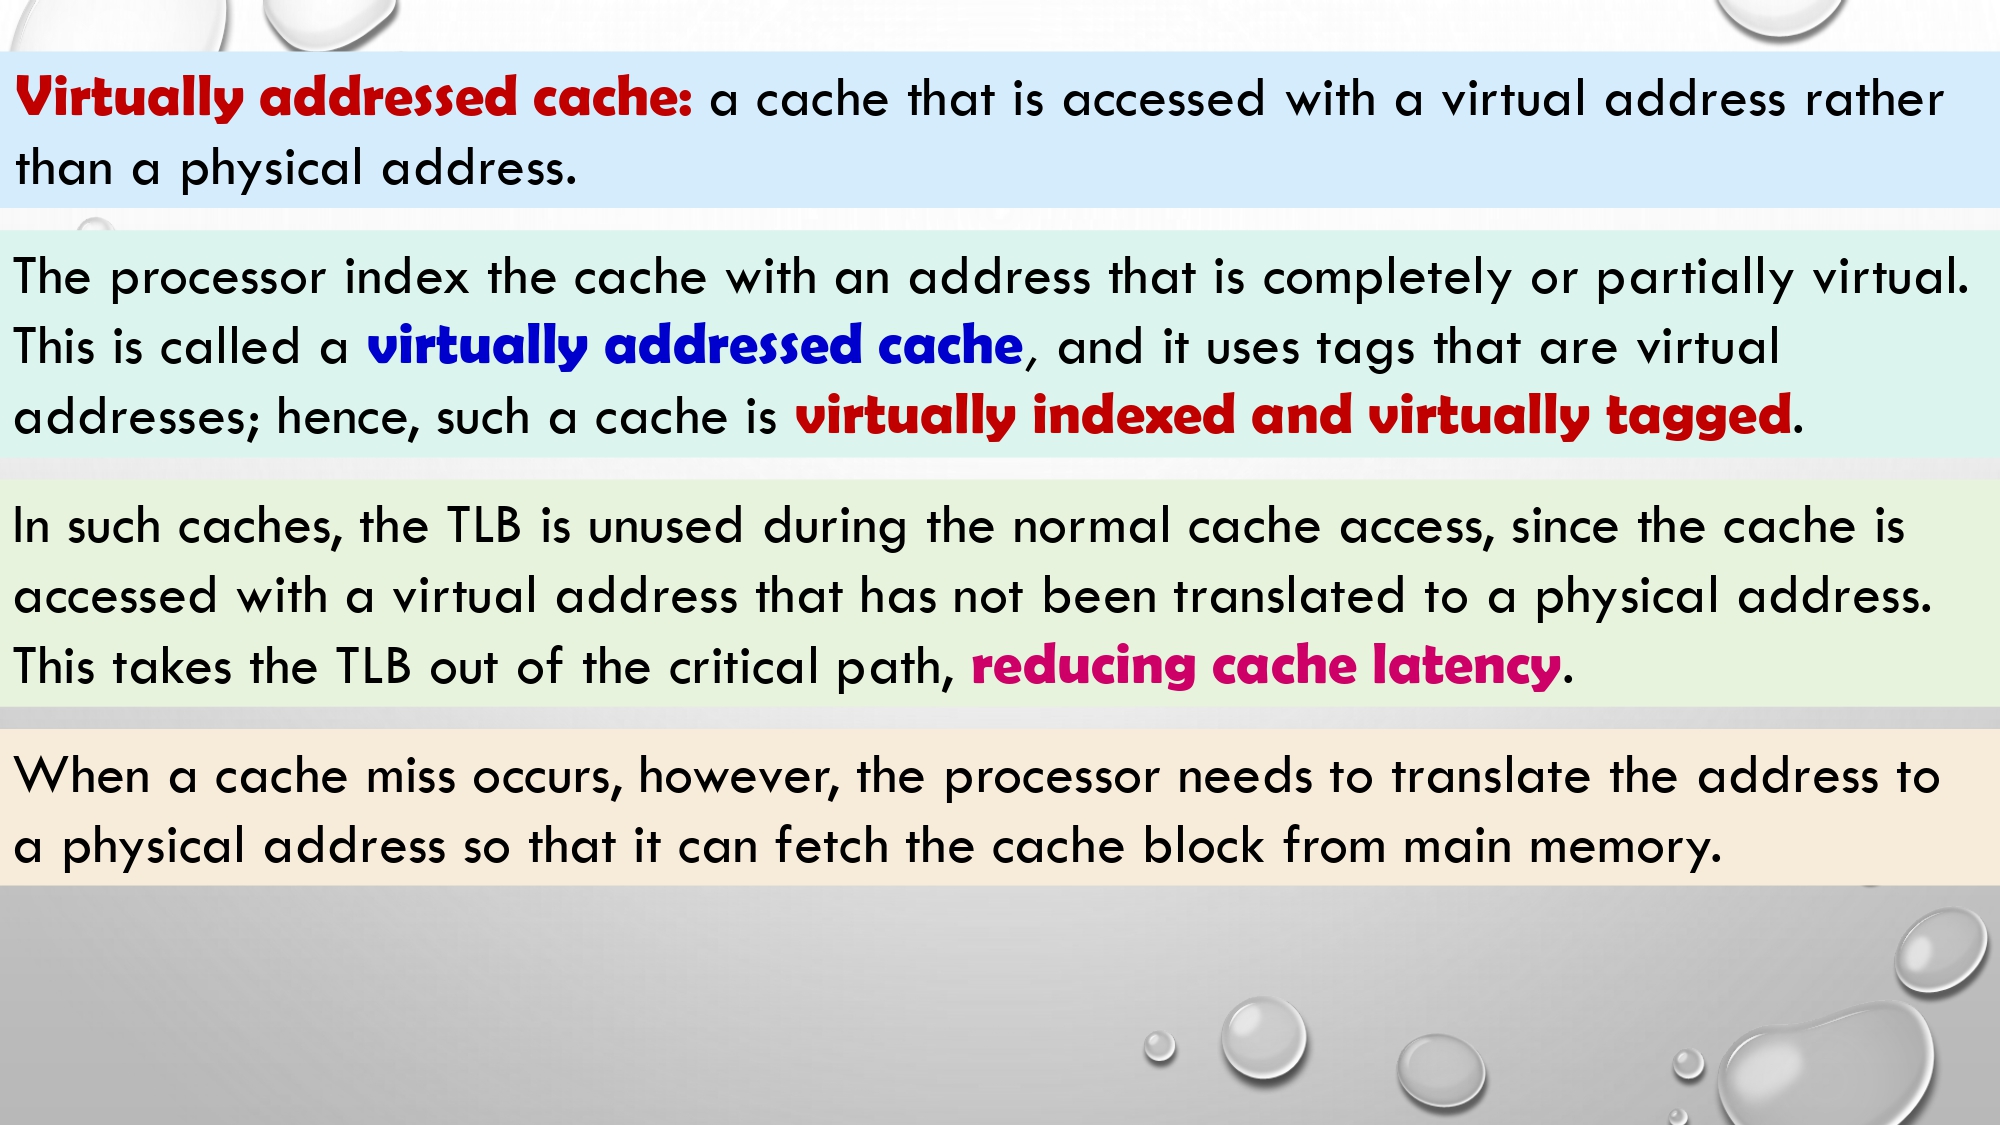 Virtually addressed cache: a cache that is accessed with a virtual address rather
than a physical address.
The processor index the cache with an address that is completely or partially virtual.
This is called a virtually addressed cache, and it uses tags that are virtual
addresses; hence, such a cache is virtually indexed and virtually tagged.
In such caches, the TLB is unused during the normal cache access, since the cache is
accessed with a virtual address that has not been translated to a physical address.
This takes the TLB out of the critical path, reducing cache latency.
When a cache miss occurs, however, the processor needs to translate the address to
a physical address so that it can fetch the cache block from main memory.